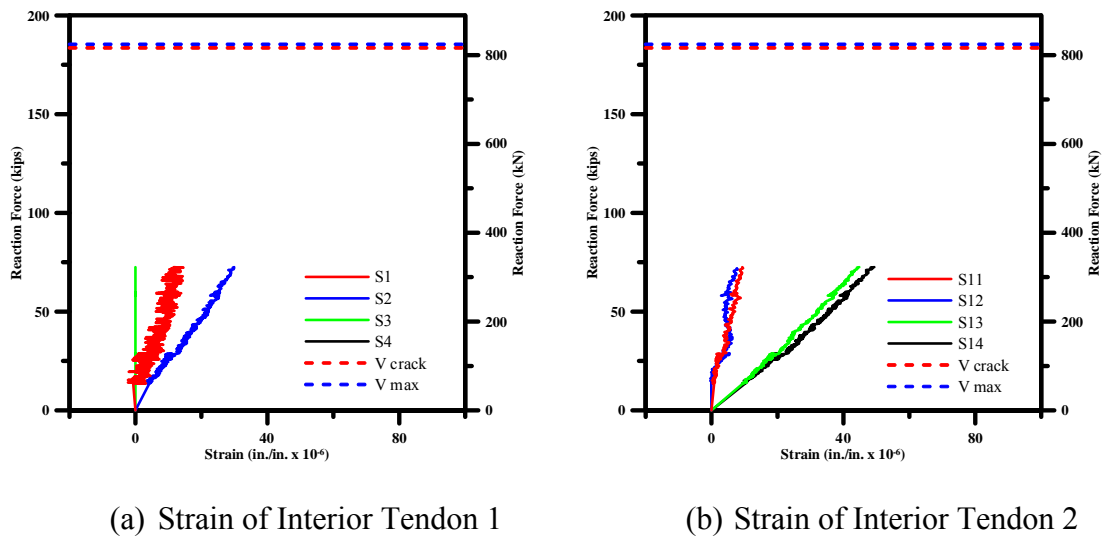 200
150
100
50
0
Reaction Force (kips)
800
600
400
200
0
Reaction Force (kN)
S1
S2
S3
S4
V crack
V max
0 40 80
Strain (in./in. x 10⁻⁶)
(a) Strain of Interior Tendon 1
200
150
100
50
0
Reaction Force (kips)
800
600
400
200
0
Reaction Force (kN)
S11
S12
S13
S14
V crack
V max
0 40 80
Strain (in./in. x 10⁻⁶)
(b) Strain of Interior Tendon 2